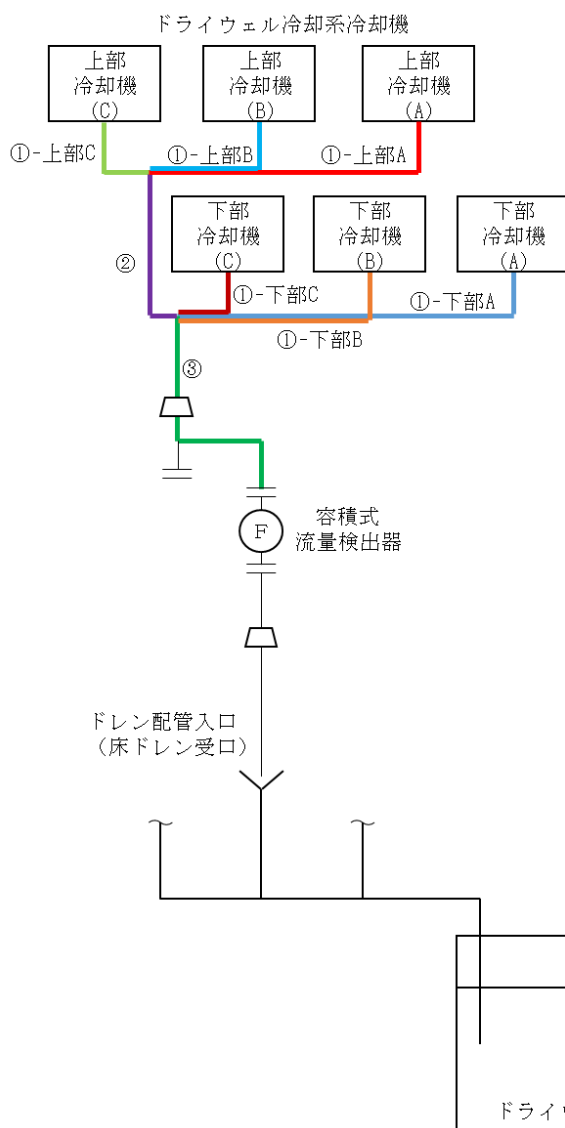 ドライウェル冷却系冷却機
上部
冷却機
(C)
上部
冷却機
(B)
上部
冷却機
(A)
①-上部C
①-上部B
①-上部A
下部
冷却機
(C)
下部
冷却機
(B)
下部
冷却機
(A)
②
①-下部C
①-下部A
①-下部B
③
容積式
流量検出器
F
ドレン配管入口
（床ドレン受口）
ドライ